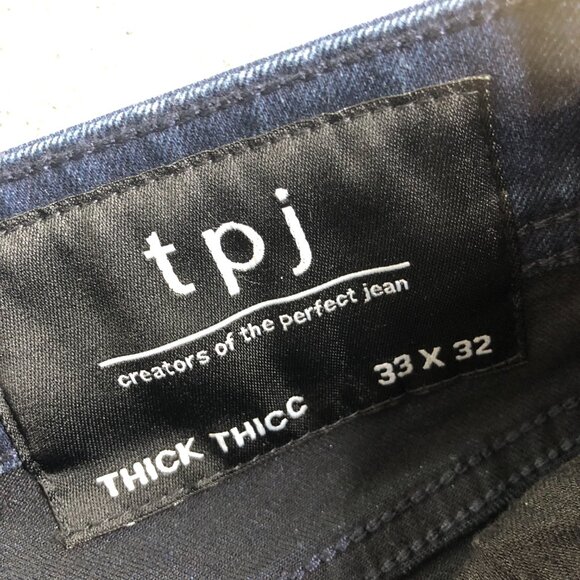 tpj
creators of the perfect jean
THICK THICC 33 X 32